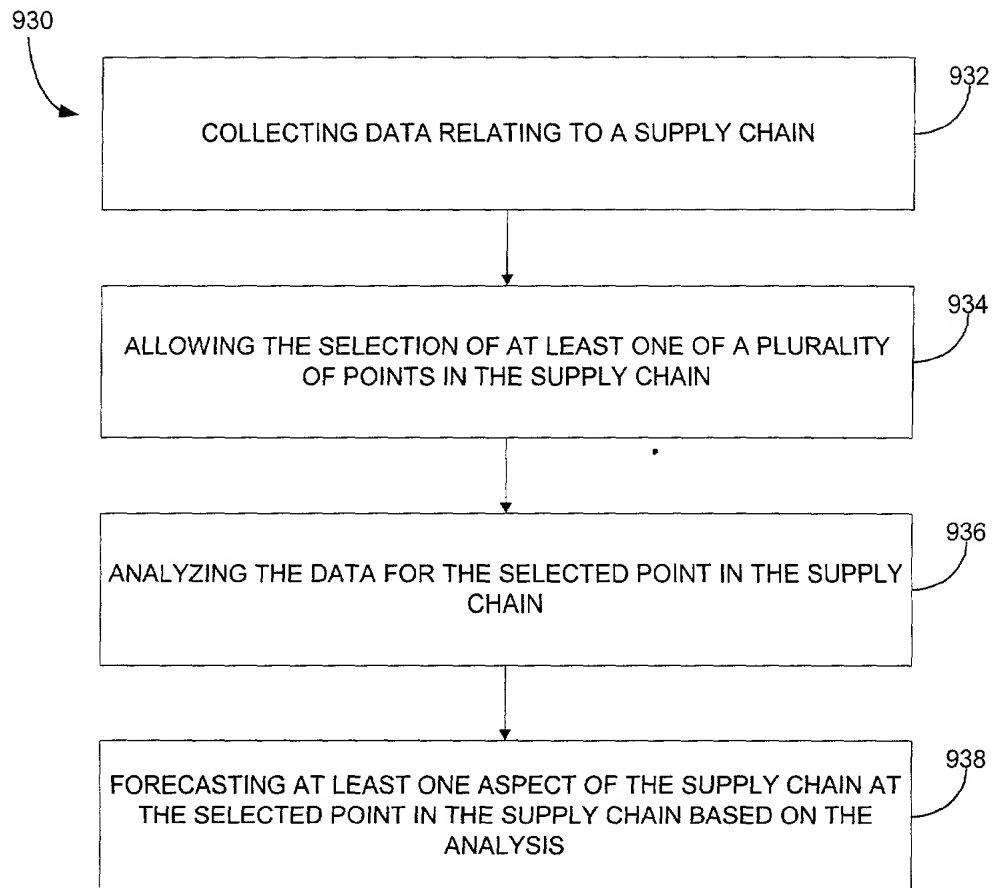 930
932
COLLECTING DATA RELATING TO A SUPPLY CHAIN
934
ALLOWING THE SELECTION OF AT LEAST ONE OF A PLURALITY
OF POINTS IN THE SUPPLY CHAIN
936
ANALYZING THE DATA FOR THE SELECTED POINT IN THE SUPPLY
CHAIN
938
FORECASTING AT LEAST ONE ASPECT OF THE SUPPLY CHAIN AT
THE SELECTED POINT IN THE SUPPLY CHAIN BASED ON THE
ANALYSIS